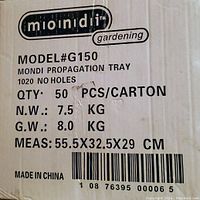 mioindii
gardening
MODEL#G150
MONDI PROPAGATION TRAY
1020 NO HOLES
QTY: 50 PCS/CARTON
N.W.: 7.5 KG
G.W.: 8.0 KG
MEAS: 55.5X32.5X29 CM
MADE IN CHINA
1 08 76395 00006 5